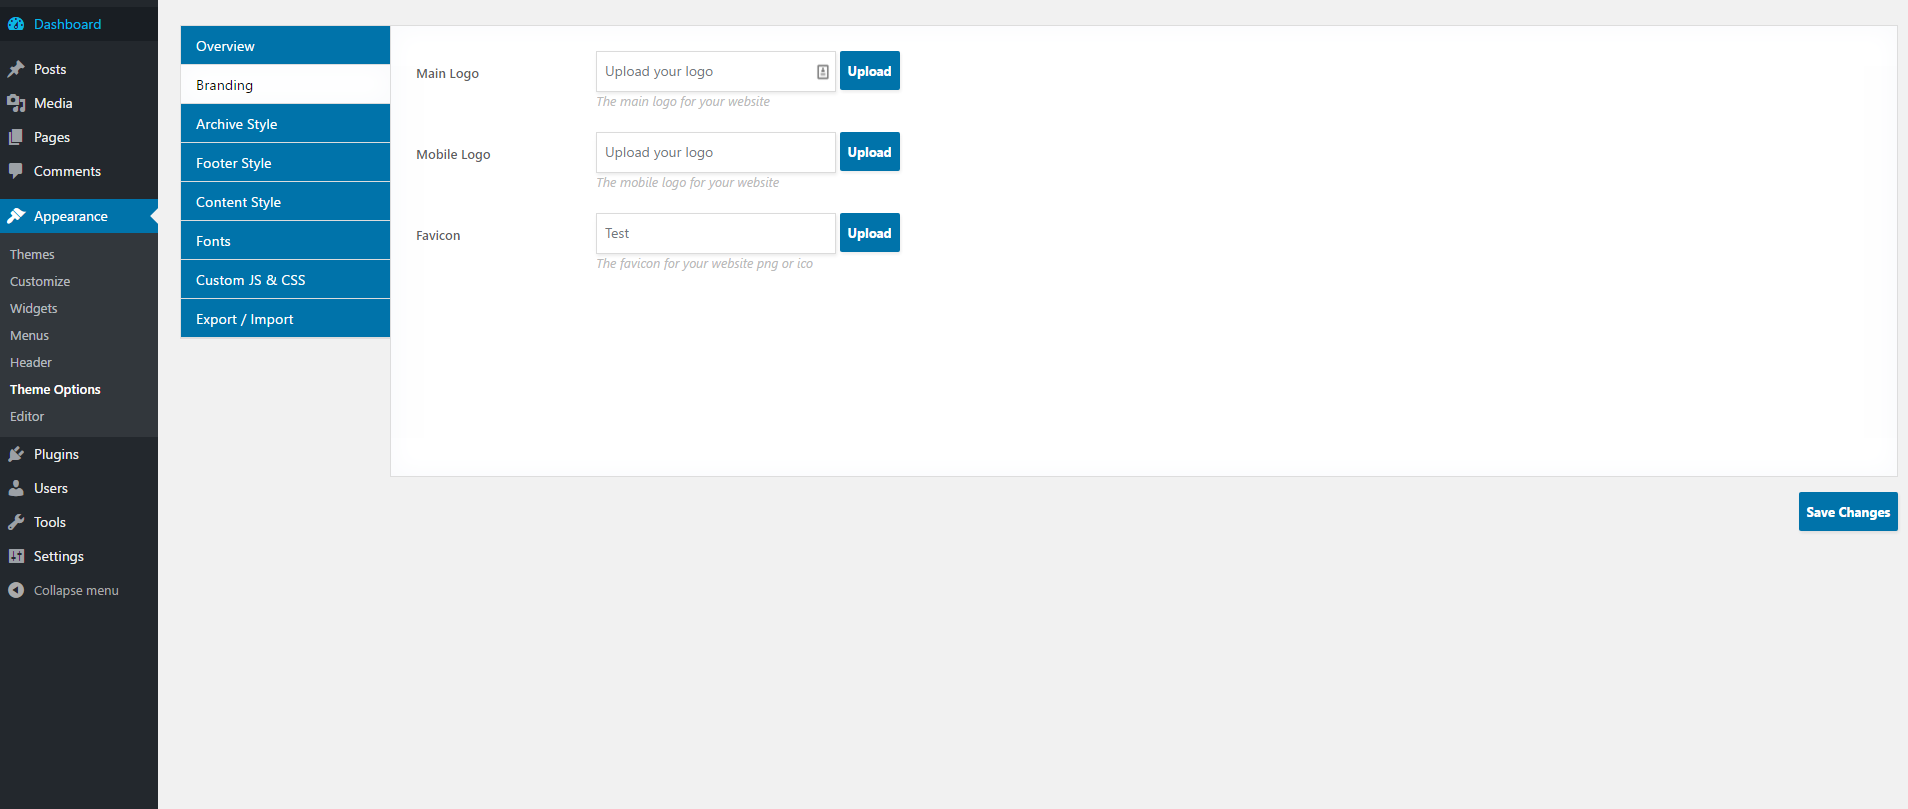 Dashboard
Posts
Media
Pages
Comments
Appearance
Themes
Customize
Widgets
Menus
Header
Theme Options
Editor
Plugins
Users
Tools
Settings
Collapse menu
Overview
Branding
Archive Style
Footer Style
Content Style
Fonts
Custom JS & CSS
Export / Import
Main Logo
Upload your logo
Upload
The main logo for your website
Mobile Logo
Upload your logo
Upload
The mobile logo for your website
Favicon
Test
Upload
The favicon for your website png or ico
Save Changes